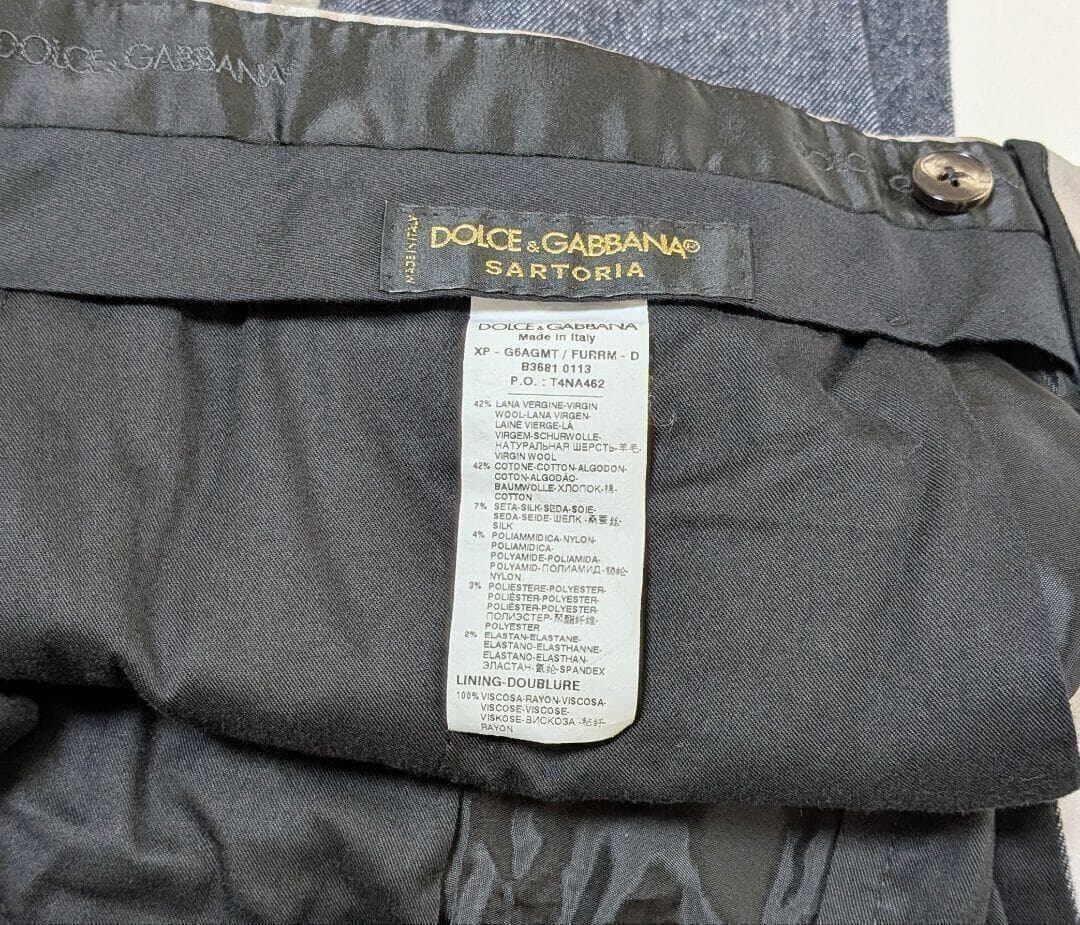 DOLCE & GABBANA
DOLCE
MADE IN ITALY
DOLCE & GABBANA®
SARTORIA
DOLCE & GABBANA
Made in Italy
XP - G6AGMT / FURRM - D
B3681 0113
P.O. : T4NA462
42% LANA VERGINE-VIRGIN
WOOL-LANA VIRGEN-
LAINE VIERGE-LÀ
VIRGEM-SCHURWOLLE-
НАТУРАЛЬНАЯ ШЕРСТЬ-羊毛-
VIRGIN WOOL
42% COTONE-COTTON-ALGODON-
COTON-ALGODÃO-
BAUMWOLLE-ХЛОПОК-棉-
COTTON
7% SETA-SILK-SEDA-SOIE-
SEDA-SEIDE-ШЕЛК-桑蚕丝-
SILK
4% POLIAMMIDICA-NYLON-
POLIAMIDICA-
POLYAMIDE-POLIAMIDA-
POLYAMID-ПОЛИАМИД-锦纶-
NYLON
3% POLIESTERE-POLYESTER-
POLIÉSTER-POLYESTER-
POLIÉSTER-POLYESTER-
ПОЛИЭСТЕР-聚酯纤维-
POLYESTER
2% ELASTAN-ELASTANE-
ELASTANO-ELASTHANNE-
ELASTANO-ELASTHAN-
ЭЛАСТАН-氨纶-SPANDEX
LINING-DOUBLURE
100% VISCOSA-RAYON-VISCOSA-
VISCOSE-VISCOSE-
VISKOSE-ВИСКОЗА-粘纤-
RAYON